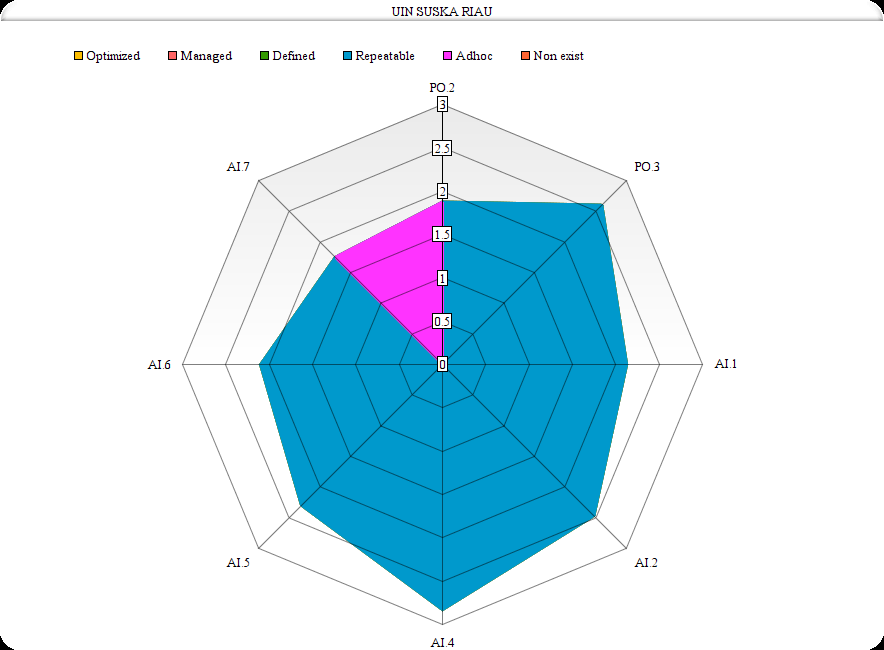 UIN SUSKA RIAU
Optimized Managed Defined Repeatable Adhoc Non exist
PO.2
3
2.5
AI.7
PO.3
2
1.5
1
0.5
AI.6
0
AI.1
AI.5
AI.2
AI.4